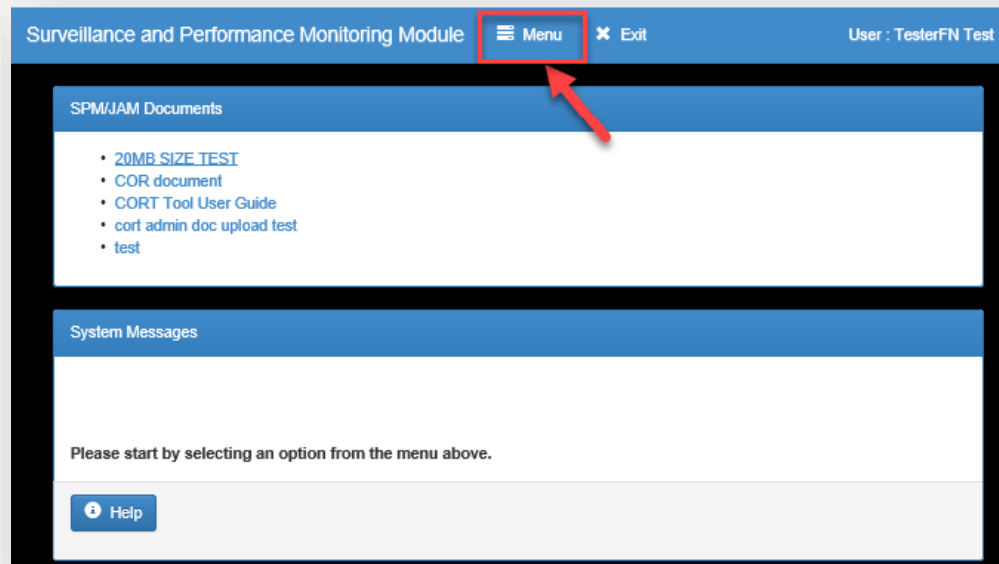 Surveillance and Performance Monitoring Module Menu Exit User : TesterFN Test
SPM/JAM Documents
20MB SIZE TEST
COR document
CORT Tool User Guide
cort admin doc upload test
test
System Messages
Please start by selecting an option from the menu above.
Help